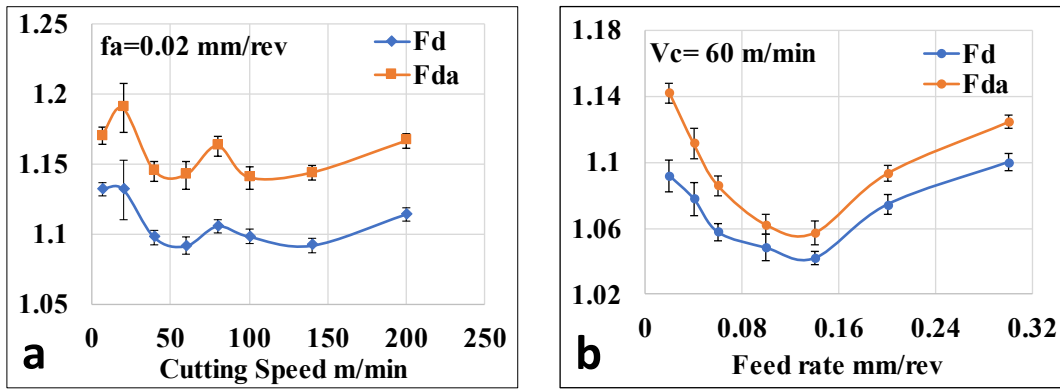 1.25
1.2
1.15
1.1
1.05
fa=0.02 mm/rev
Fd
Fda
0 50 100 150 200 250
Cutting Speed m/min
a
1.18
1.14
1.1
1.06
1.02
Vc= 60 m/min
Fd
Fda
0 0.08 0.16 0.24 0.32
Feed rate mm/rev
b